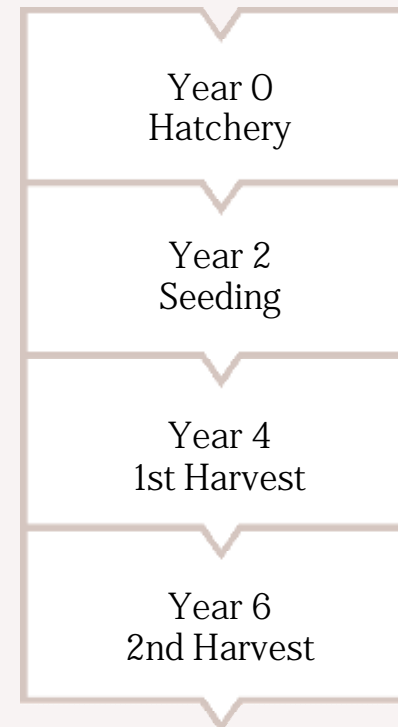 Year 0
Hatchery
Year 2
Seeding
Year 4
1st Harvest
Year 6
2nd Harvest